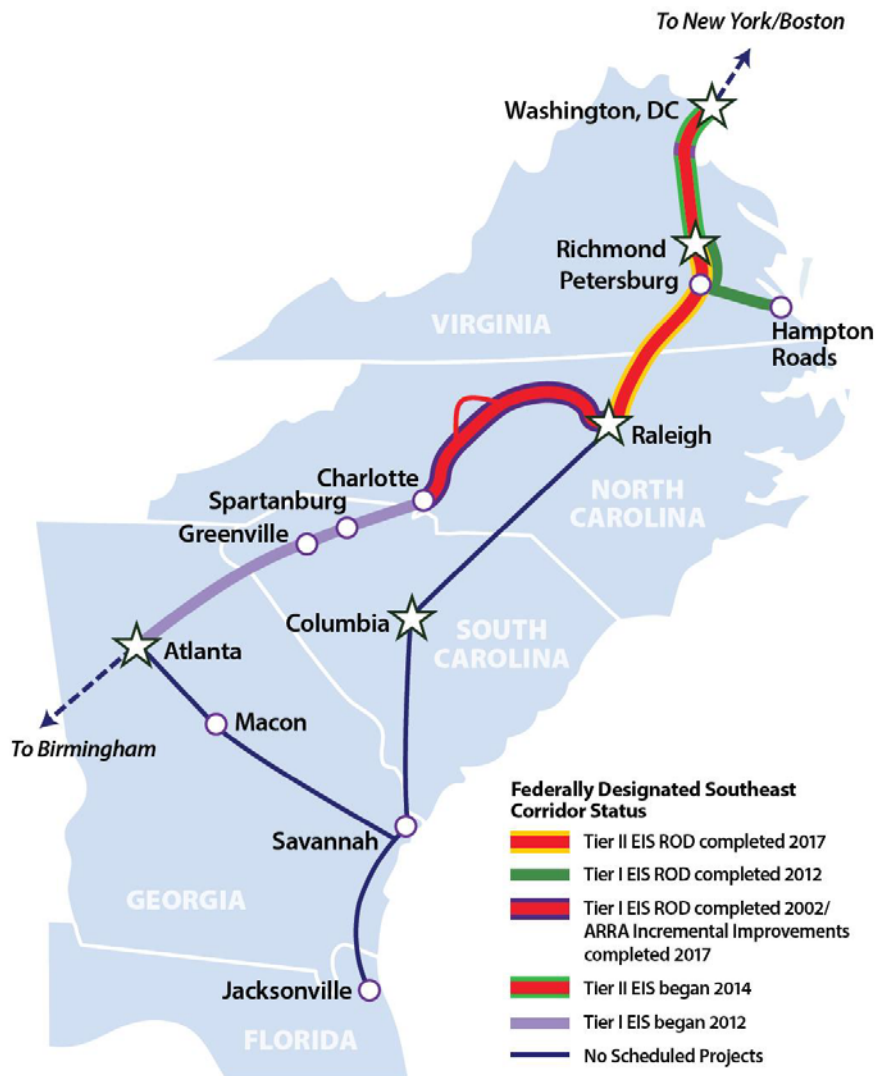 To New York/Boston
Washington, DC
Richmond
Petersburg
VIRGINIA
Hampton
Roads
Raleigh
Charlotte
Spartanburg
NORTH
CAROLINA
Greenville
Columbia
SOUTH
CAROLINA
Atlanta
Macon
To Birmingham
Savannah
GEORGIA
Jacksonville
FLORIDA
Federally Designated Southeast
Corridor Status
Tier II EIS ROD completed 2017
Tier I EIS ROD completed 2012
Tier I EIS ROD completed 2002/
ARRA Incremental Improvements
completed 2017
Tier II EIS began 2014
Tier I EIS began 2012
No Scheduled Projects